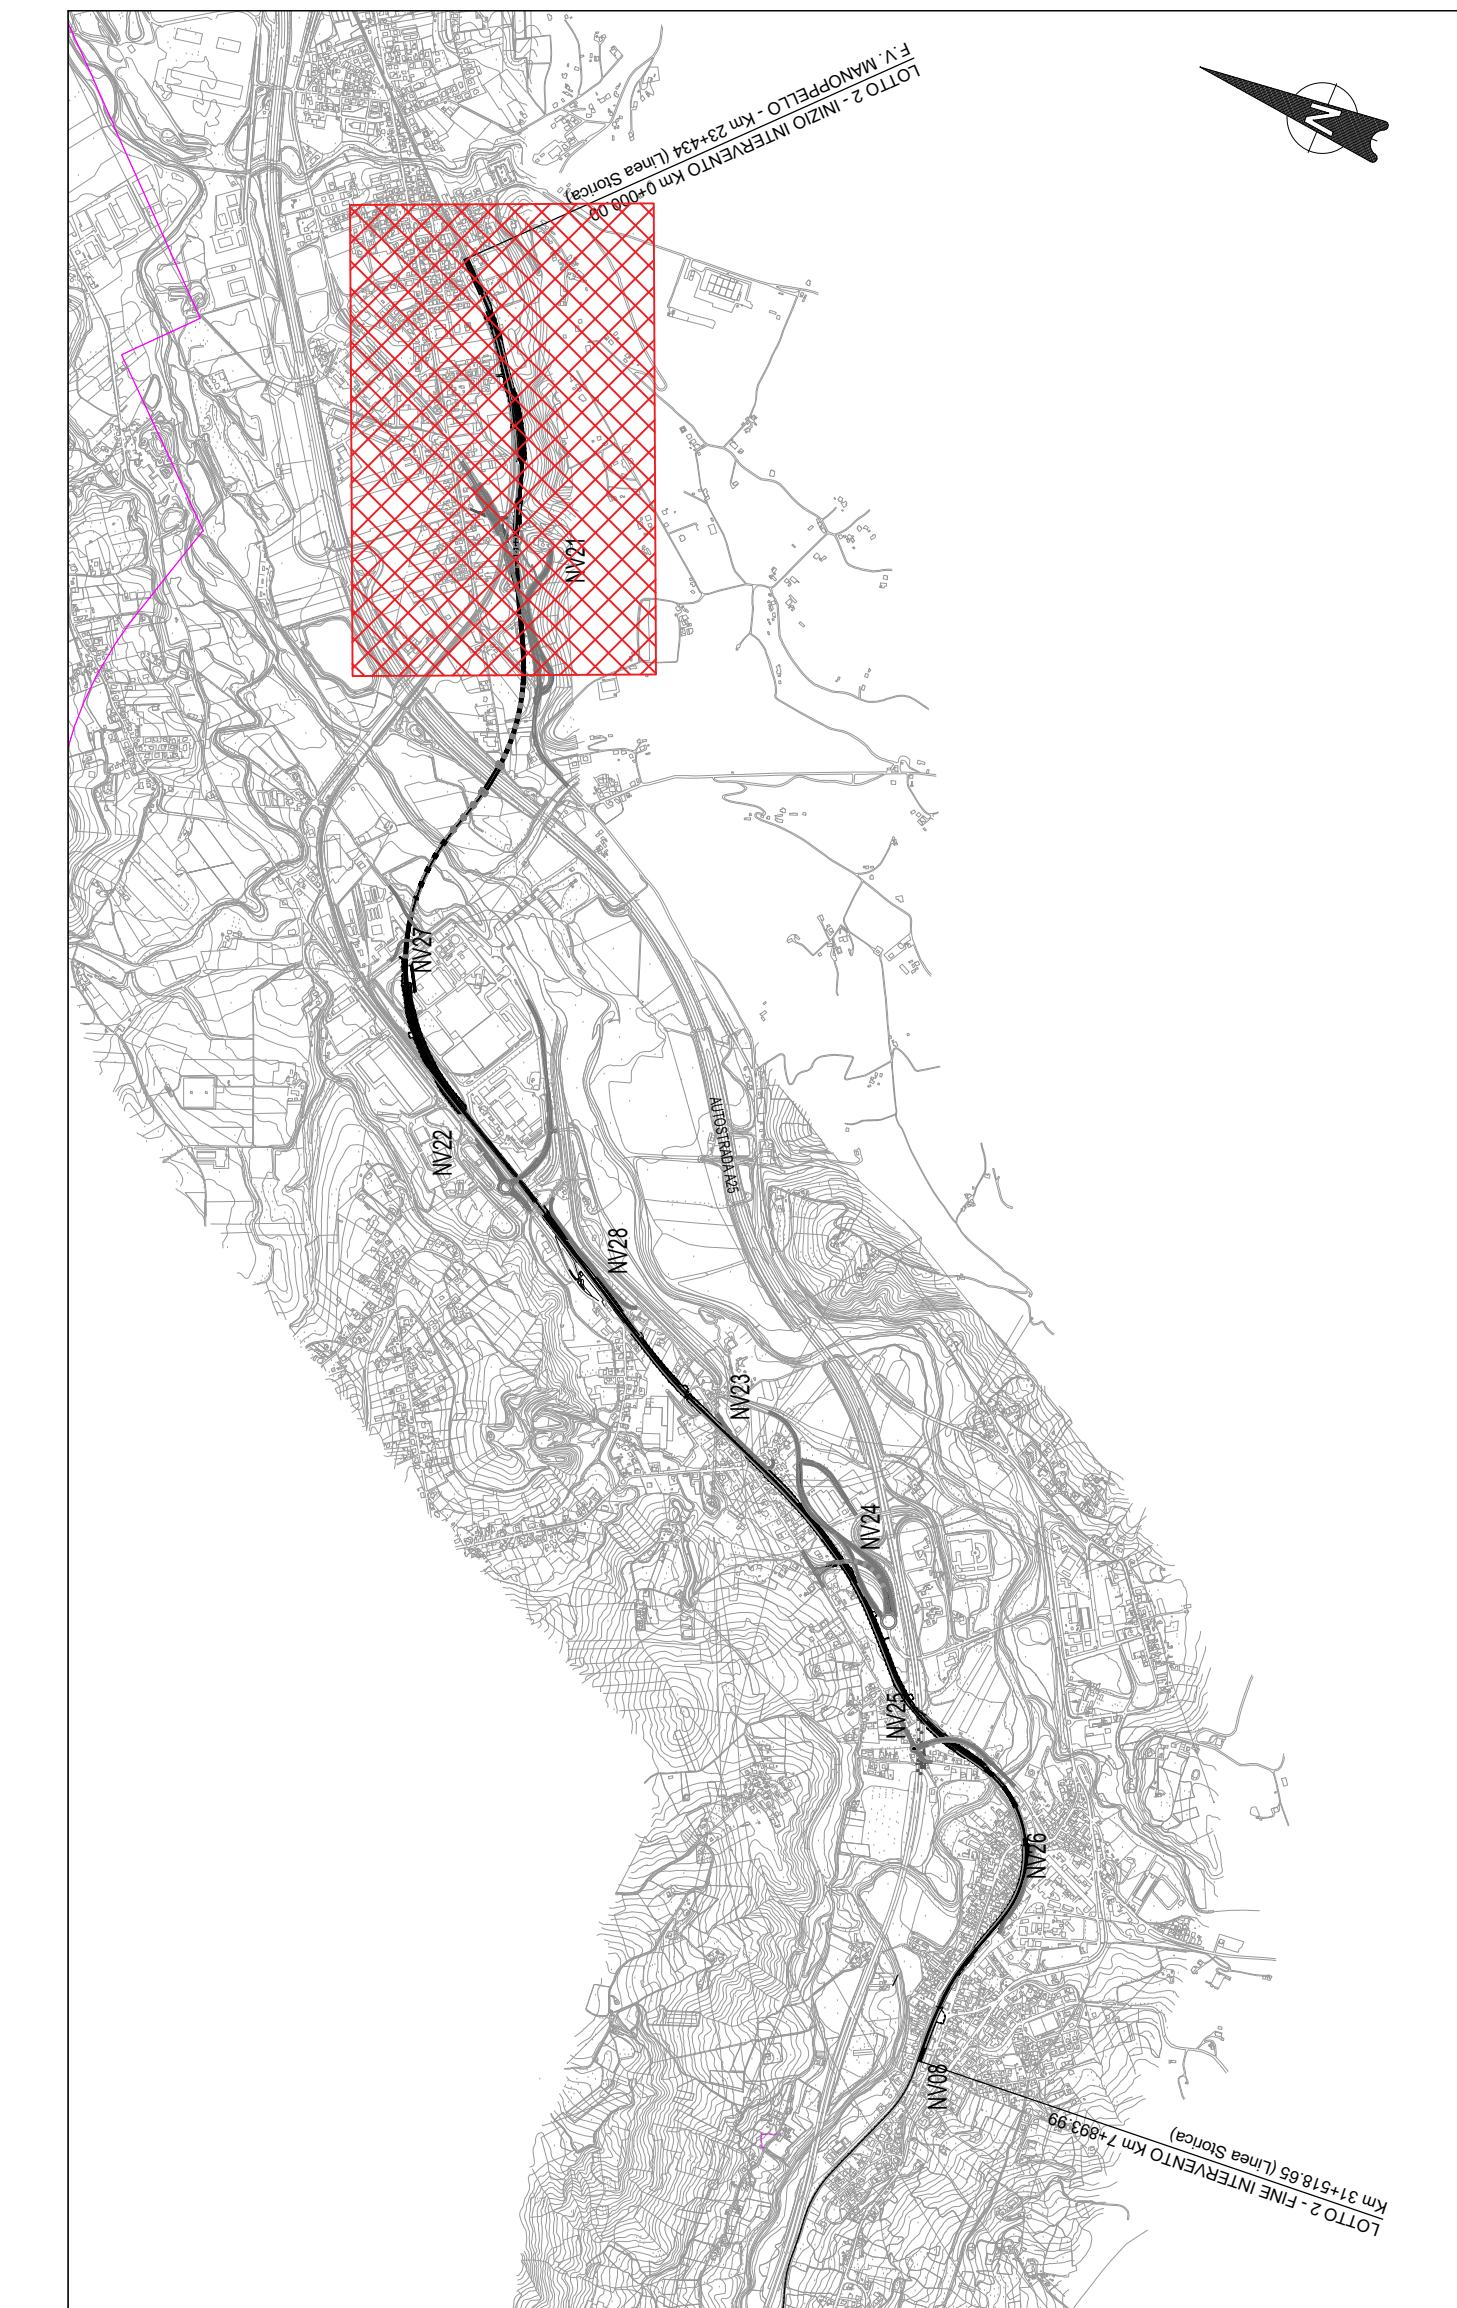 LOTTO 2 - INIZIO INTERVENTO Km 0+000.00
F.V. MANOPPELLO - Km 23+434 (Linea Storica)
N
NV21
NV27
NV22
AUTOSTRADA A25
NV28
NV23
NV24
NV25
NV26
NV08
LOTTO 2 - FINE INTERVENTO Km 7+893.99
Km 31+518.65 (Linea Storica)